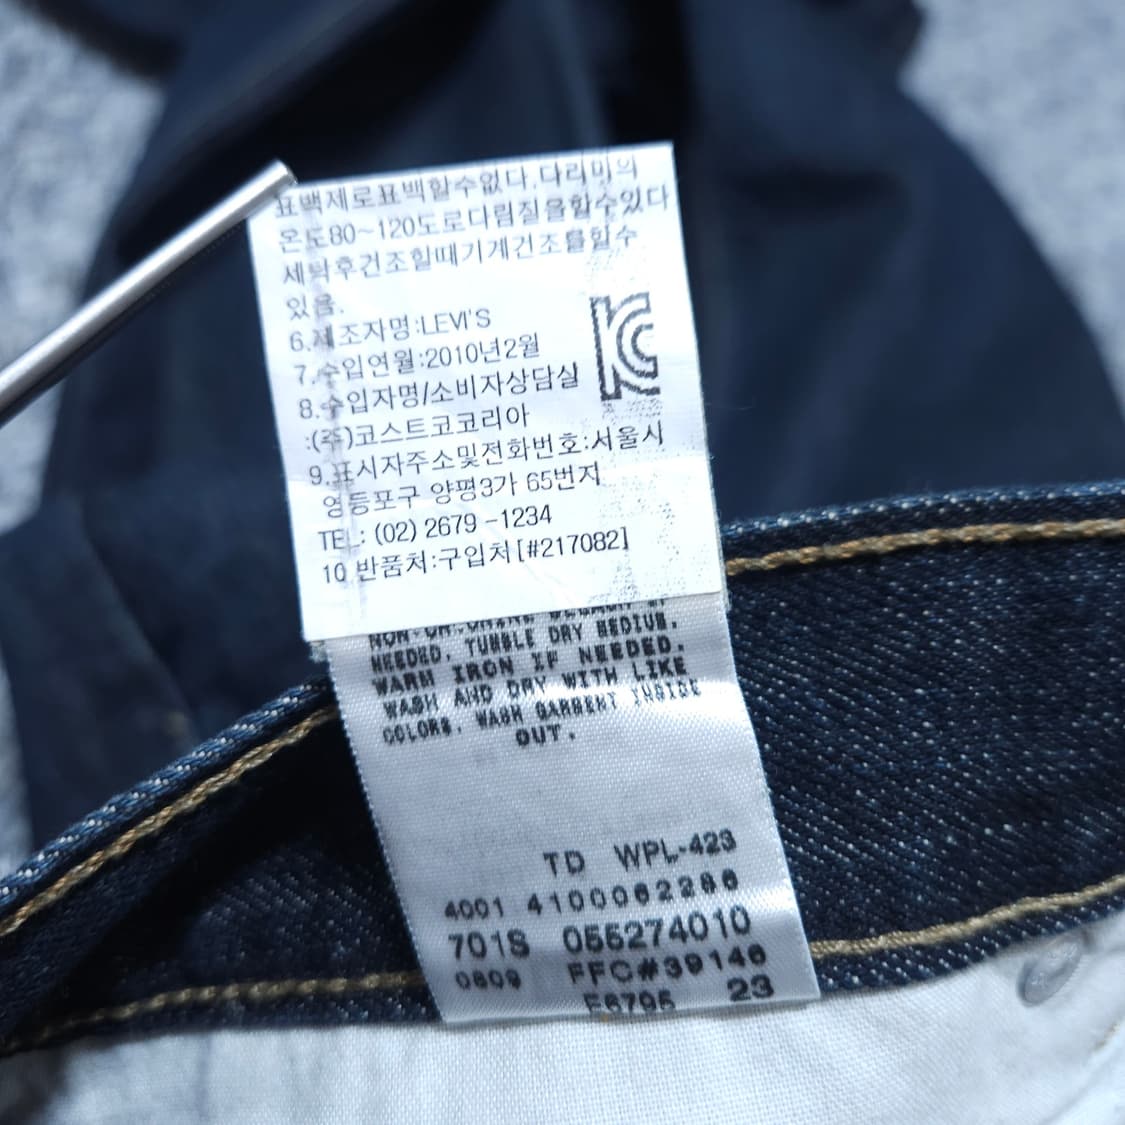 표백제로표백할수없다.다리미의
온도80~120도로다림질을할수있다
세탁후건조할때기계건조를할수
있음.
6.제조자명:LEVI'S
7.수입연월:2010년2월
8.수입자명/소비자상담실
:(주)코스트코코리아
9.표시자주소및전화번호:서울시
영등포구 양평3가 65번지
TEL: (02) 2679-1234
10 반품처:구입처[#217082]
KC
NEEDED. TUMBLE DRY MEDIUM.
WARM IRON IF NEEDED.
WASH AND DRY WITH LIKE
COLORS. WASH GARMENT INSIDE
OUT.
TD WPL-423
4001 4100062286
701S 055274010
0609 FFC#39146
23